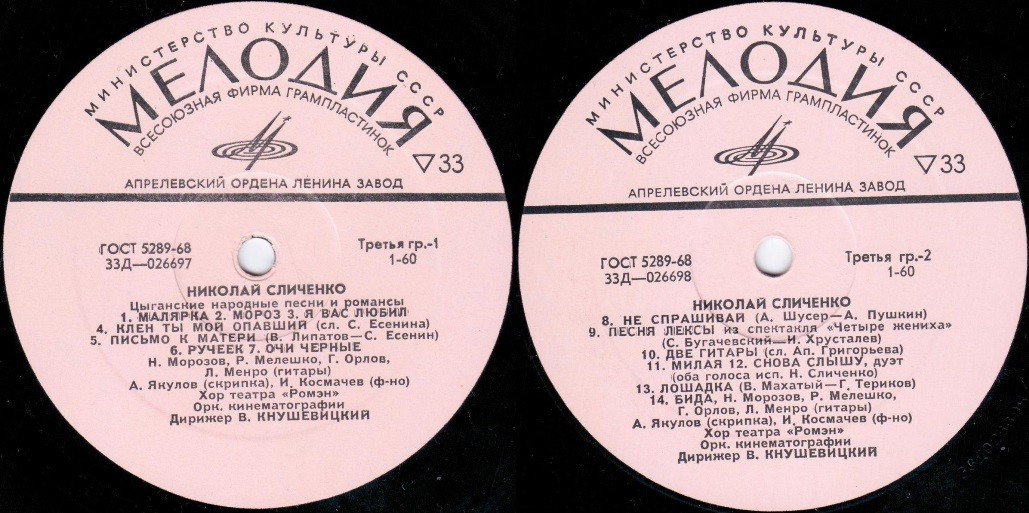 МИНИСТЕРСТВО КУЛЬТУРЫ СССР
МЕЛОДИЯ
ВСЕСОЮЗНАЯ ФИРМА ГРАМПЛАСТИНОК
▽33
АПРЕЛЕВСКИЙ ОРДЕНА ЛЕНИНА ЗАВОД
ГОСТ 5289-68
33Д—026697
Третья гр.-1
1-60
НИКОЛАЙ СЛИЧЕНКО
Цыганские народные песни и романсы
1. МАЛЯРКА 2. МОРОЗ 3. Я ВАС ЛЮБИЛ
4. КЛЕН ТЫ МОЙ ОПАВШИЙ (сл. С. Есенина)
5. ПИСЬМО К МАТЕРИ (В. Липатов—С. Есенин)
6. РУЧЕЕК 7. ОЧИ ЧЕРНЫЕ
Н. Морозов, Р. Мелешко, Г. Орлов,
Л. Менро (гитары)
А. Якулов (скрипка), И. Космачев (ф-но)
Хор театра «Ромэн»
Орк. кинематографии
Дирижер В. КНУШЕВИЦКИЙ
МИНИСТЕРСТВО КУЛЬТУРЫ СССР
МЕЛОДИЯ
ВСЕСОЮЗНАЯ ФИРМА ГРАМПЛАСТИНОК
▽33
АПРЕЛЕВСКИЙ ОРДЕНА ЛЕНИНА ЗАВОД
ГОСТ 5289-68
33Д—026698
Третья гр.-2
1-60
НИКОЛАЙ СЛИЧЕНКО
8. НЕ СПРАШИВАЙ (А. Шусер—А. Пушкин)
9. ПЕСНЯ ЛЕКСЫ из спектакля «Четыре жениха»
(С. Бугачевский—И. Хрусталев)
10. ДВЕ ГИТАРЫ (сл. Ап. Григорьева)
11. МИЛАЯ 12. СНОВА СЛЫШУ, дуэт
(оба голоса исп. Н. Сличенко)
13. ЛОШАДКА (В. Махатый—Г. Териков)
14. БИДА, Н. Морозов, Р. Мелешко,
Г. Орлов, Л. Менро (гитары)
А. Якулов (скрипка), И. Космачев (ф-но)
Хор театра «Ромэн»
Орк. кинематографии
Дирижер В. КНУШЕВИЦКИЙ